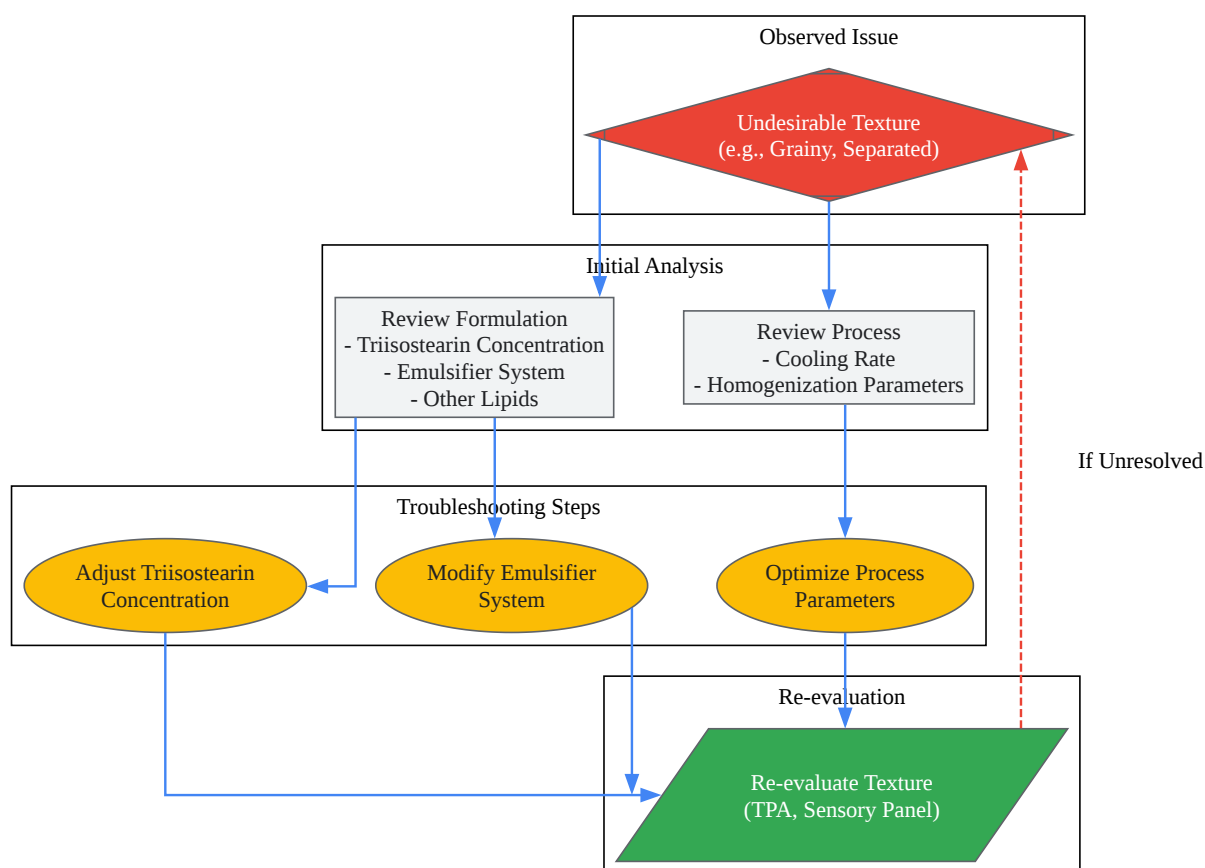 Observed Issue
Undesirable Texture
(e.g., Grainy, Separated)
Initial Analysis
Review Formulation
- Triisostearin Concentration
- Emulsifier System
- Other Lipids
Review Process
- Cooling Rate
- Homogenization Parameters
If Unresolved
Troubleshooting Steps
Adjust Triisostearin
Concentration
Modify Emulsifier
System
Optimize Process
Parameters
Re-evaluation
Re-evaluate Texture
(TPA, Sensory Panel)